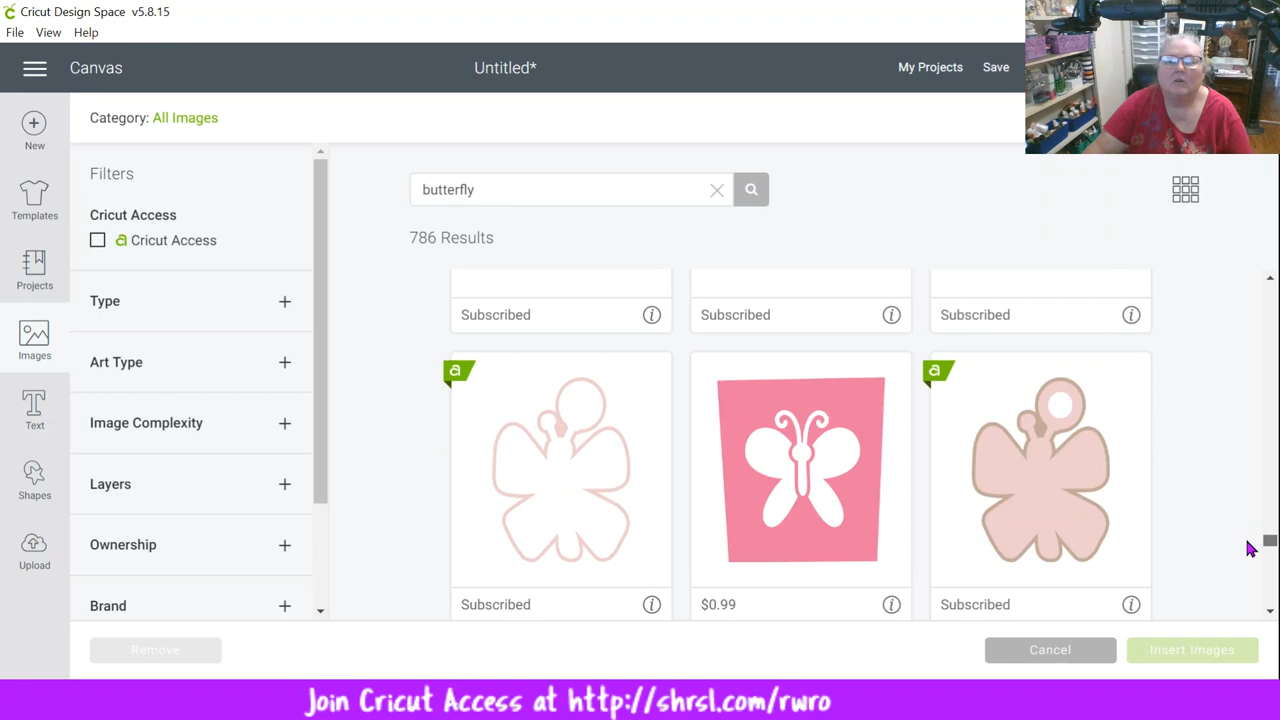 Cricut Design Space v5.8.15
File View Help
Canvas
Untitled*
My Projects Save
New
Templates
Projects
Images
Text
Shapes
Upload
Category: All Images
Filters
Cricut Access
a Cricut Access
Type +
Art Type +
Image Complexity +
Layers +
Ownership +
Brand +
butterfly
786 Results
Subscribed i Subscribed i Subscribed i
a a
Subscribed i $0.99 i Subscribed i
Remove Cancel Insert Images
Join Cricut Access at http://shrsl.com/rwro